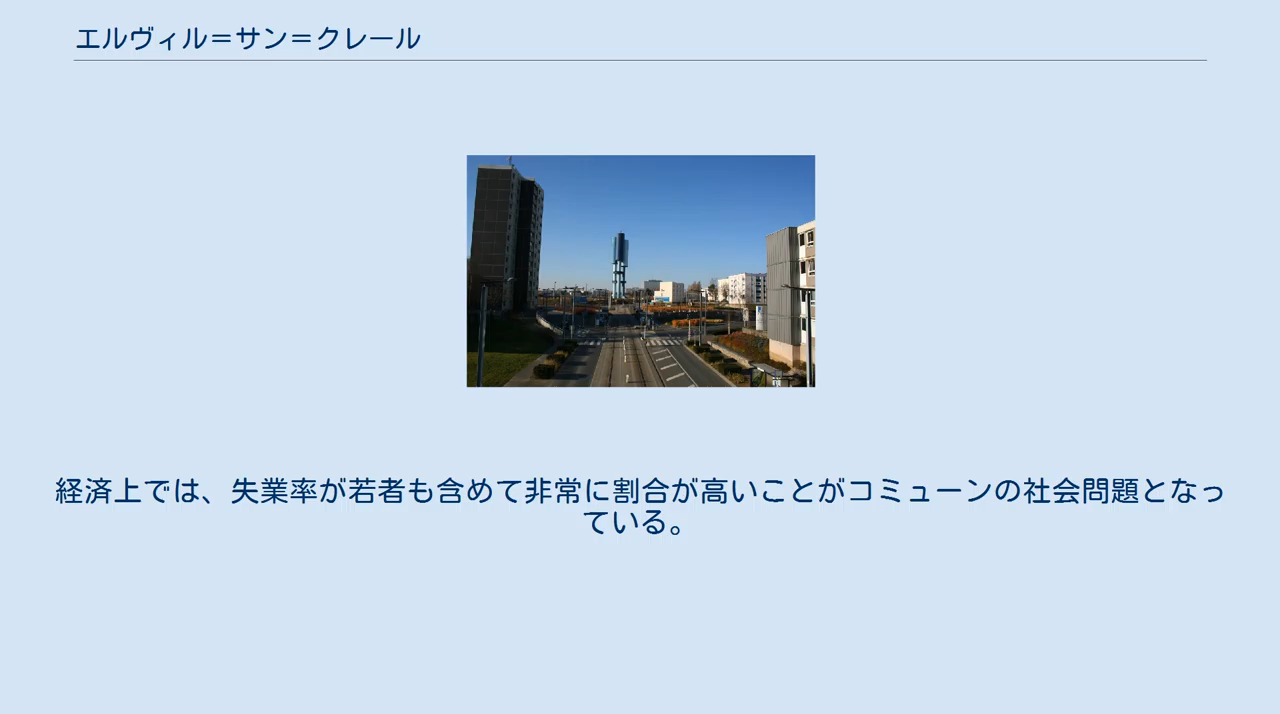 エルヴィル＝サン＝クレール
経済上では、失業率が若者も含めて非常に割合が高いことがコミューンの社会問題となっ
ている。